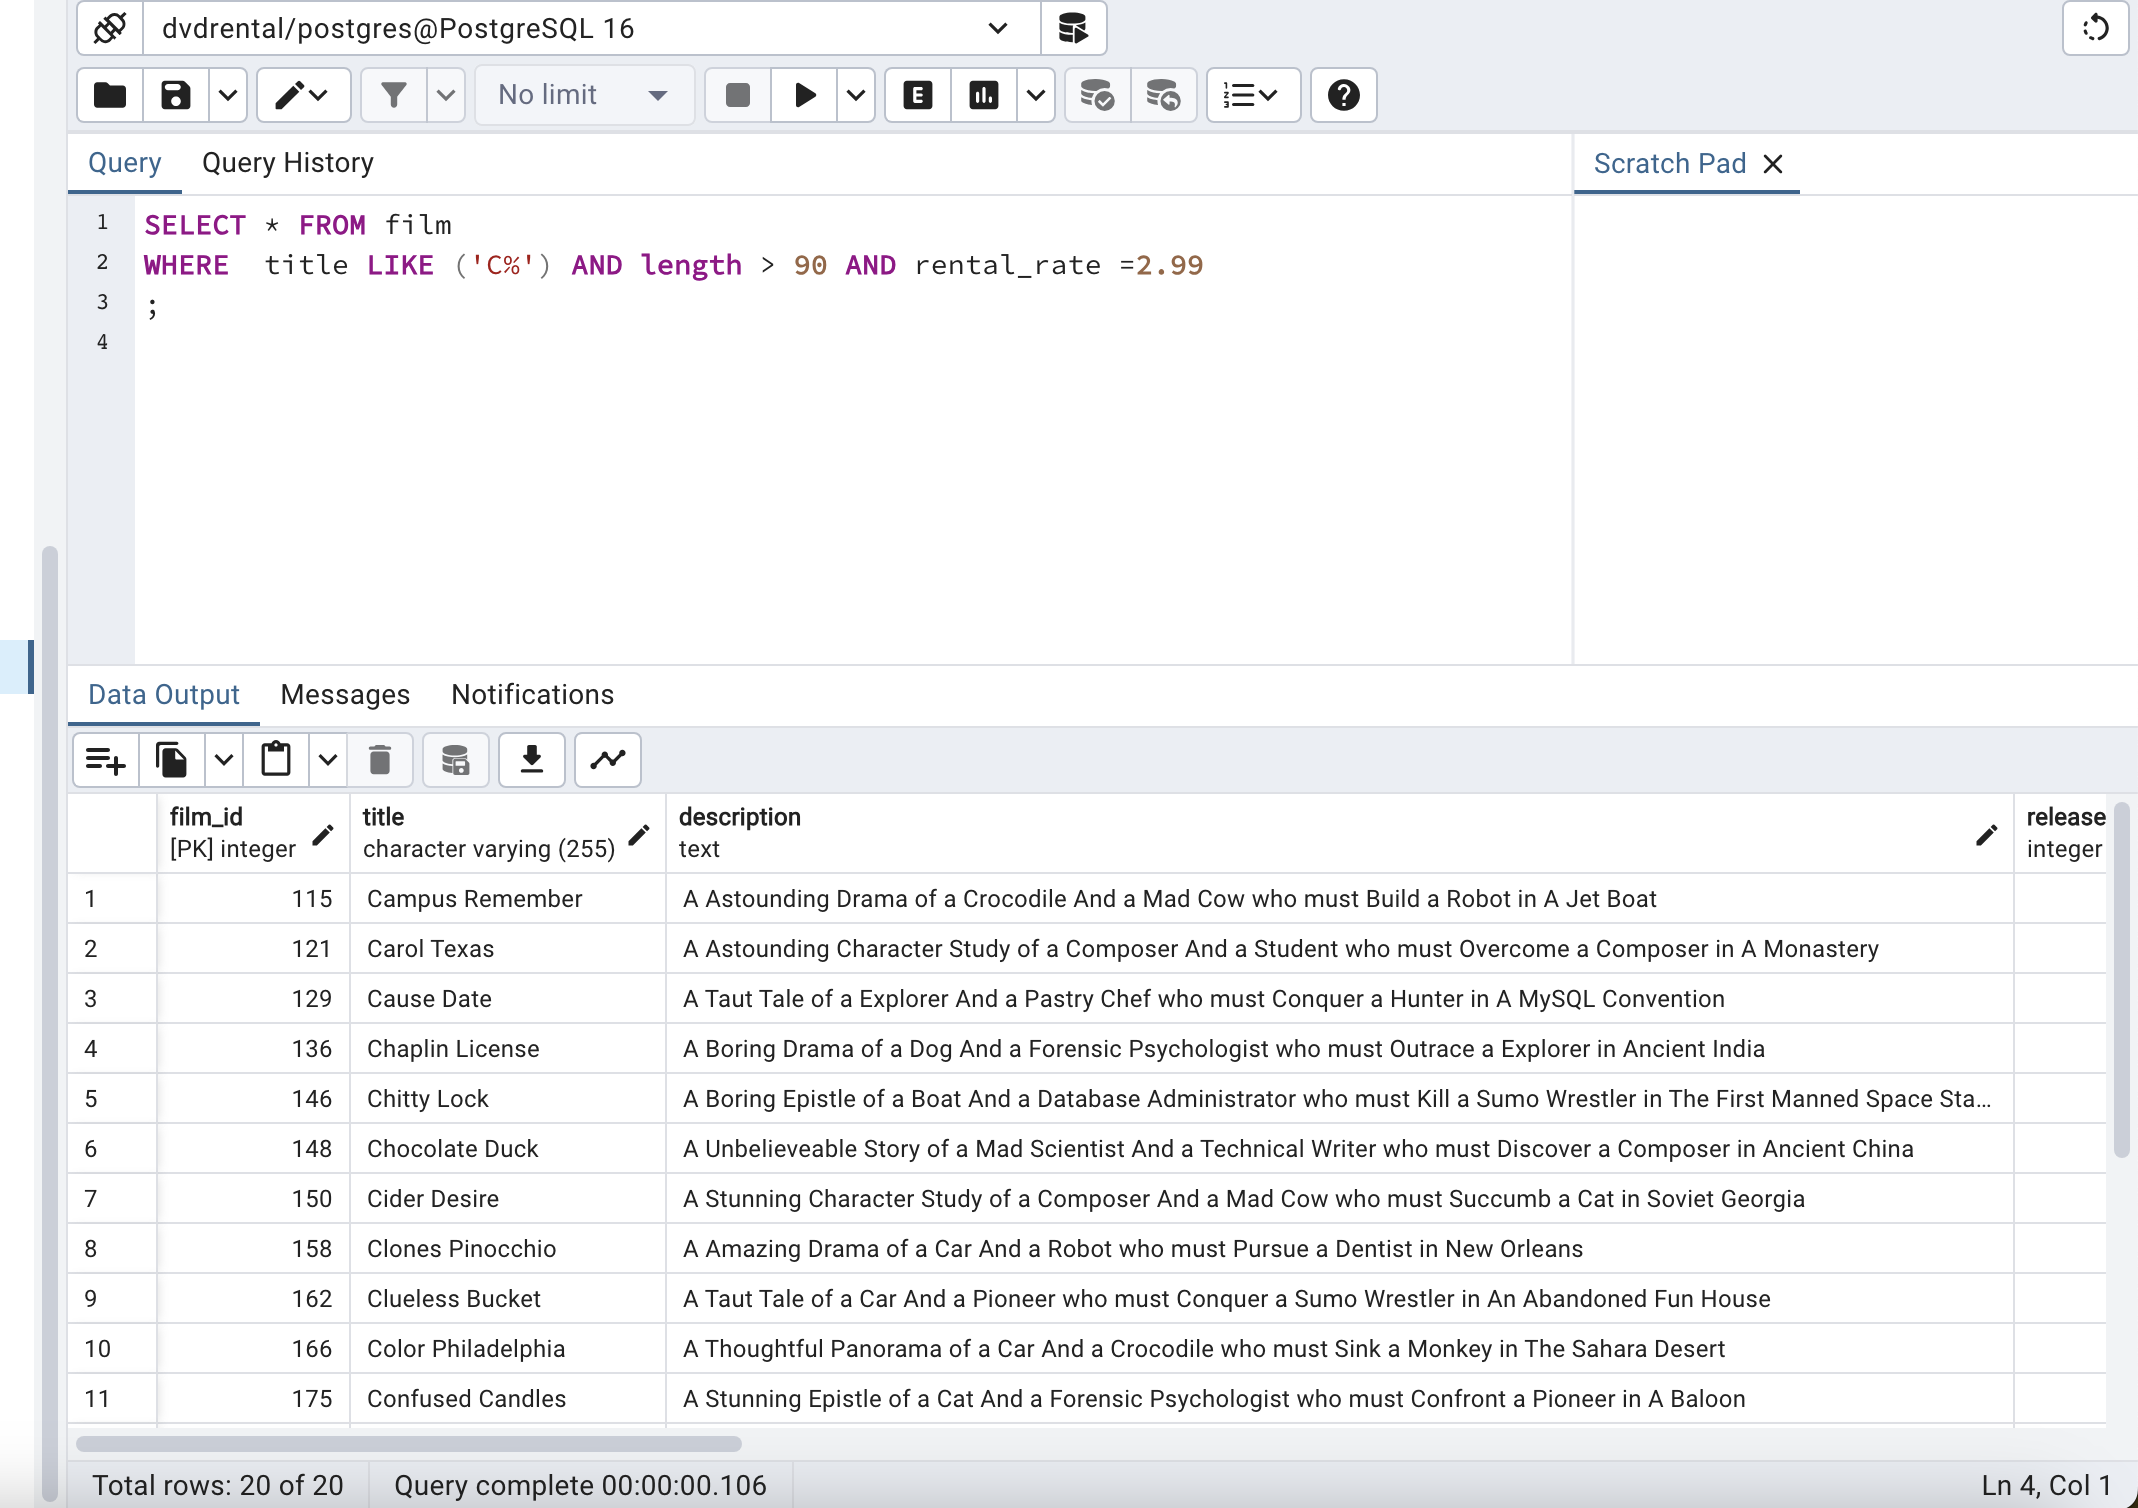 dvdrental/postgres@PostgreSQL 16
No limit
E
Query Query History
Scratch Pad
1 SELECT * FROM film
2 WHERE  title LIKE ('C%') AND length > 90 AND rental_rate =2.99
3 ;
4
Data Output Messages Notifications
film_id title description release
[PK] integer character varying (255) text integer
1 115 Campus Remember A Astounding Drama of a Crocodile And a Mad Cow who must Build a Robot in A Jet Boat
2 121 Carol Texas A Astounding Character Study of a Composer And a Student who must Overcome a Composer in A Monastery
3 129 Cause Date A Taut Tale of a Explorer And a Pastry Chef who must Conquer a Hunter in A MySQL Convention
4 136 Chaplin License A Boring Drama of a Dog And a Forensic Psychologist who must Outrace a Explorer in Ancient India
5 146 Chitty Lock A Boring Epistle of a Boat And a Database Administrator who must Kill a Sumo Wrestler in The First Manned Space Sta...
6 148 Chocolate Duck A Unbelieveable Story of a Mad Scientist And a Technical Writer who must Discover a Composer in Ancient China
7 150 Cider Desire A Stunning Character Study of a Composer And a Mad Cow who must Succumb a Cat in Soviet Georgia
8 158 Clones Pinocchio A Amazing Drama of a Car And a Robot who must Pursue a Dentist in New Orleans
9 162 Clueless Bucket A Taut Tale of a Car And a Pioneer who must Conquer a Sumo Wrestler in An Abandoned Fun House
10 166 Color Philadelphia A Thoughtful Panorama of a Car And a Crocodile who must Sink a Monkey in The Sahara Desert
11 175 Confused Candles A Stunning Epistle of a Cat And a Forensic Psychologist who must Confront a Pioneer in A Baloon
Total rows: 20 of 20 Query complete 00:00:00.106 Ln 4, Col 1